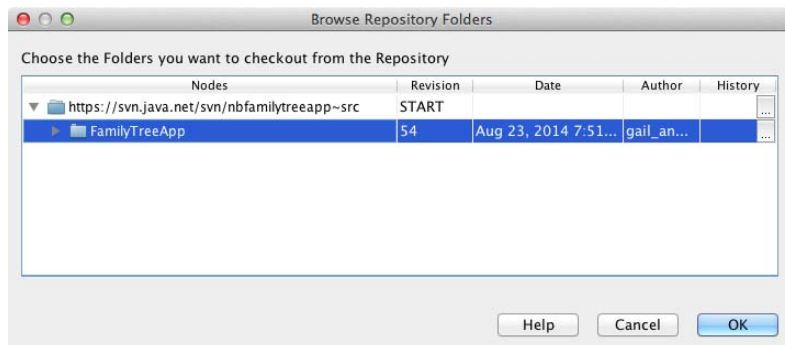 Browse Repository Folders
Choose the Folders you want to checkout from the Repository
Nodes Revision Date Author History
https://svn.java.net/svn/nbfamilytreeapp~src START ...
FamilyTreeApp 54 Aug 23, 2014 7:51... gail_an... ...
Help Cancel OK